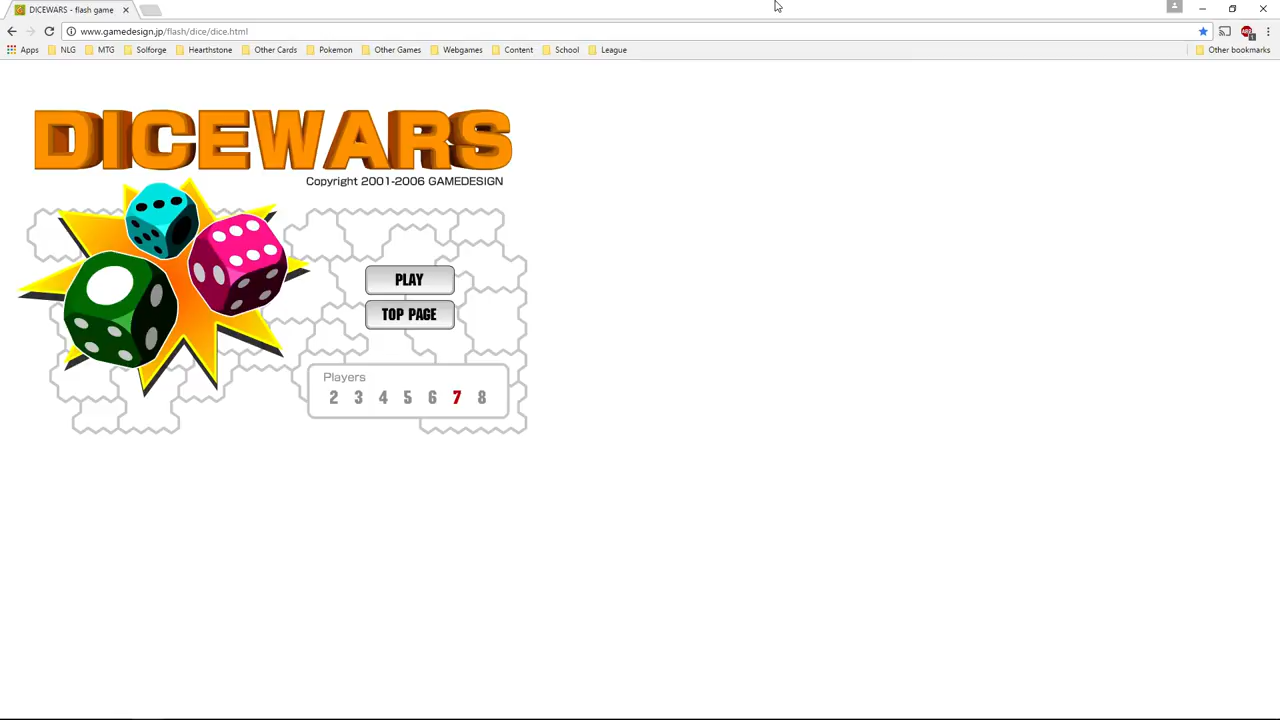 DICEWARS - flash game
www.gamedesign.jp/flash/dice/dice.html
Apps NLG MTG Solforge Hearthstone Other Cards Pokemon Other Games Webgames Content School League Other bookmarks
DICEWARS
Copyright 2001-2006 GAMEDESIGN
PLAY
TOP PAGE
Players
2 3 4 5 6 7 8